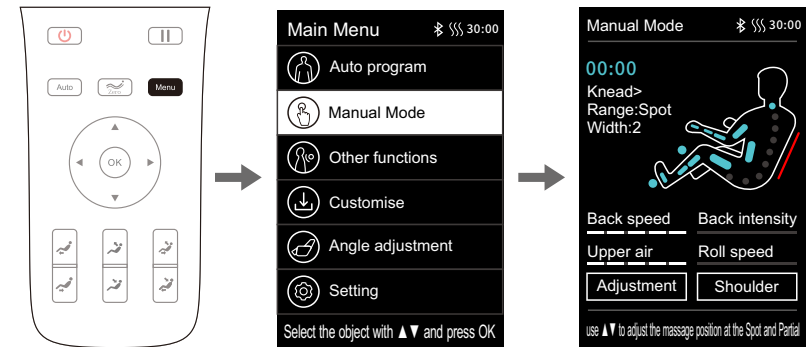 Auto
Zero
Menu
OK
Main Menu 30:00
Auto program
Manual Mode
Other functions
Customise
Angle adjustment
Setting
Select the object with ▲▼ and press OK
Manual Mode 30:00
00:00
Knead>
Range:Spot
Width:2
Back speed Back intensity
Upper air Roll speed
Adjustment Shoulder
use ▲▼ to adjust the massage position at the Spot and Partial